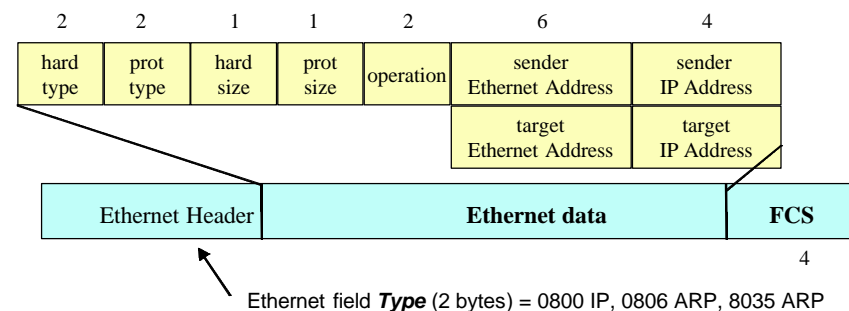 2 2 1 1 2 6 4
hard type prot type hard size prot size operation sender Ethernet Address sender IP Address
target Ethernet Address target IP Address
Ethernet Header Ethernet data FCS
4
Ethernet field Type (2 bytes) = 0800 IP, 0806 ARP, 8035 ARP